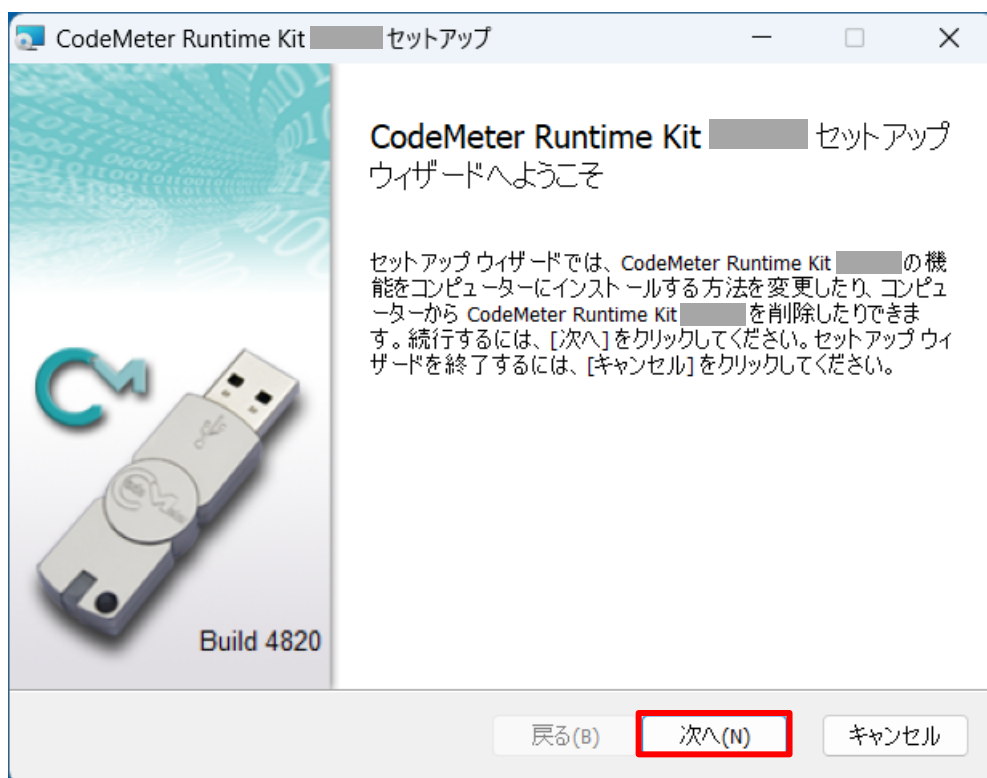 CodeMeter Runtime Kit セットアップ
CodeMeter Runtime Kit セットアップ
ウィザードへようこそ
セットアップ ウィザードでは、CodeMeter Runtime Kit の機
能をコンピューターにインストールする方法を変更したり、コンピュ
ーターから CodeMeter Runtime Kit を削除したりできま
す。続行するには、[次へ] をクリックしてください。セットアップ ウィ
ザードを終了するには、[キャンセル] をクリックしてください。
CM
Build 4820
戻る(B)
次へ(N)
キャンセル